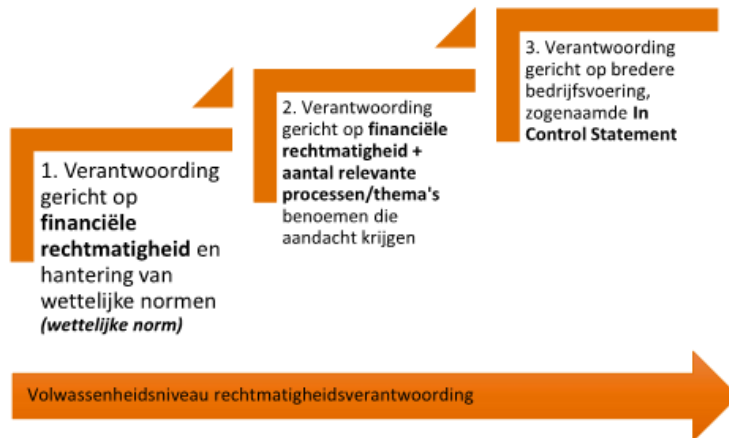 1. Verantwoording
gericht op
financiële
rechtmatigheid en
hantering van
wettelijke normen
(wettelijke norm)
2. Verantwoording
gericht op financiële
rechtmatigheid +
aantal relevante
processen/thema's
benoemen die
aandacht krijgen
3. Verantwoording
gericht op bredere
bedrijfsvoering,
zogenaamde In
Control Statement
Volwassenheidsniveau rechtmatigheidsverantwoording